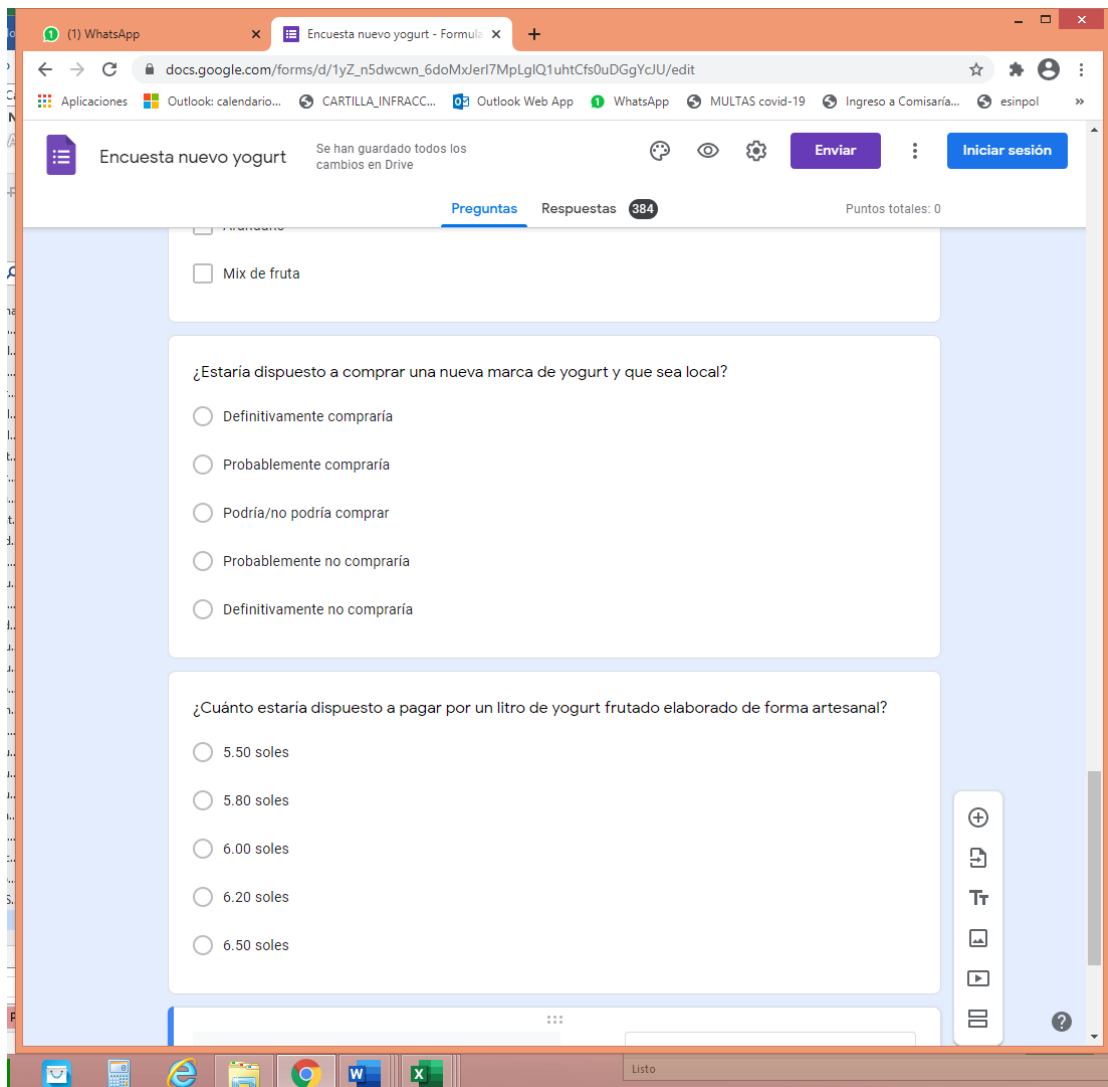 (1) WhatsApp
Encuesta nuevo yogurt - Formula
docs.google.com/forms/d/1yZ_n5dwcwn_6doMxJerI7MpLgIQ1uhtCfs0uDGgYcJU/edit
Aplicaciones Outlook: calendario... CARTILLA_INFRACC... Outlook Web App WhatsApp MULTAS covid-19 Ingreso a Comisaría... esinpol »
Encuesta nuevo yogurt
Se han guardado todos los
cambios en Drive
Enviar
Iniciar sesión
Preguntas Respuestas 384
Puntos totales: 0
Mix de fruta
¿Estaría dispuesto a comprar una nueva marca de yogurt y que sea local?
Definitivamente compraría
Probablemente compraría
Podría/no podría comprar
Probablemente no compraría
Definitivamente no compraría
¿Cuánto estaría dispuesto a pagar por un litro de yogurt frutado elaborado de forma artesanal?
5.50 soles
5.80 soles
6.00 soles
6.20 soles
6.50 soles
Listo